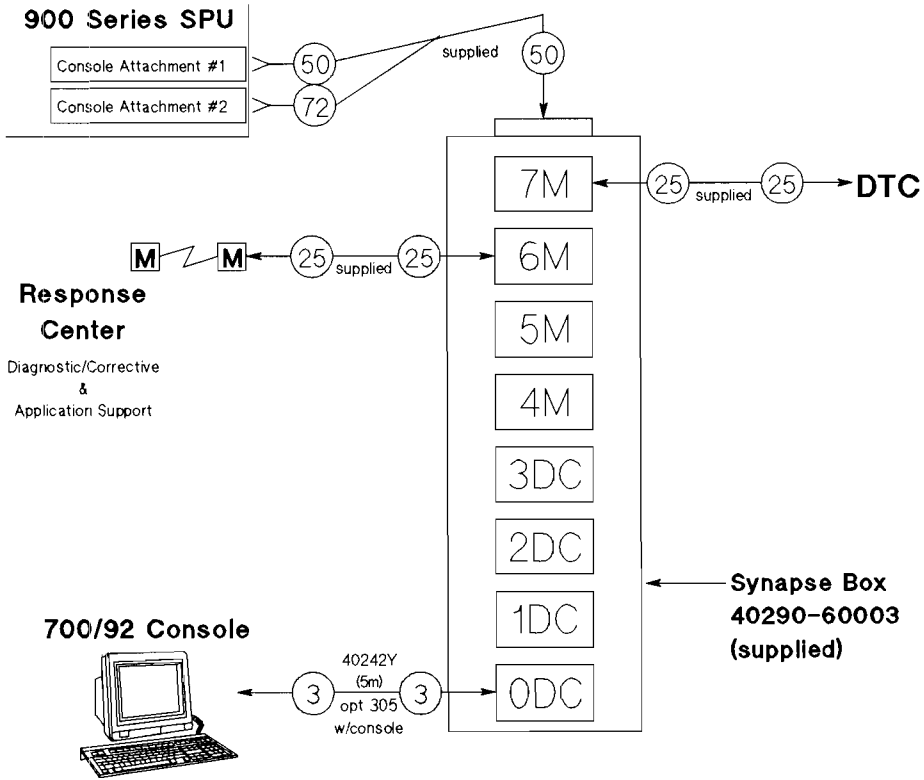 900 Series SPU
Console Attachment #1
50
supplied
50
Console Attachment #2
72
7M
25
supplied
25
DTC
M
M
25
supplied
25
6M
Response
Center
Diagnostic/Corrective
&
Application Support
5M
4M
3DC
2DC
1DC
Synapse Box
40290-60003
(supplied)
700/92 Console
40242Y
(5m)
3
3
opt 305
w/console
0DC